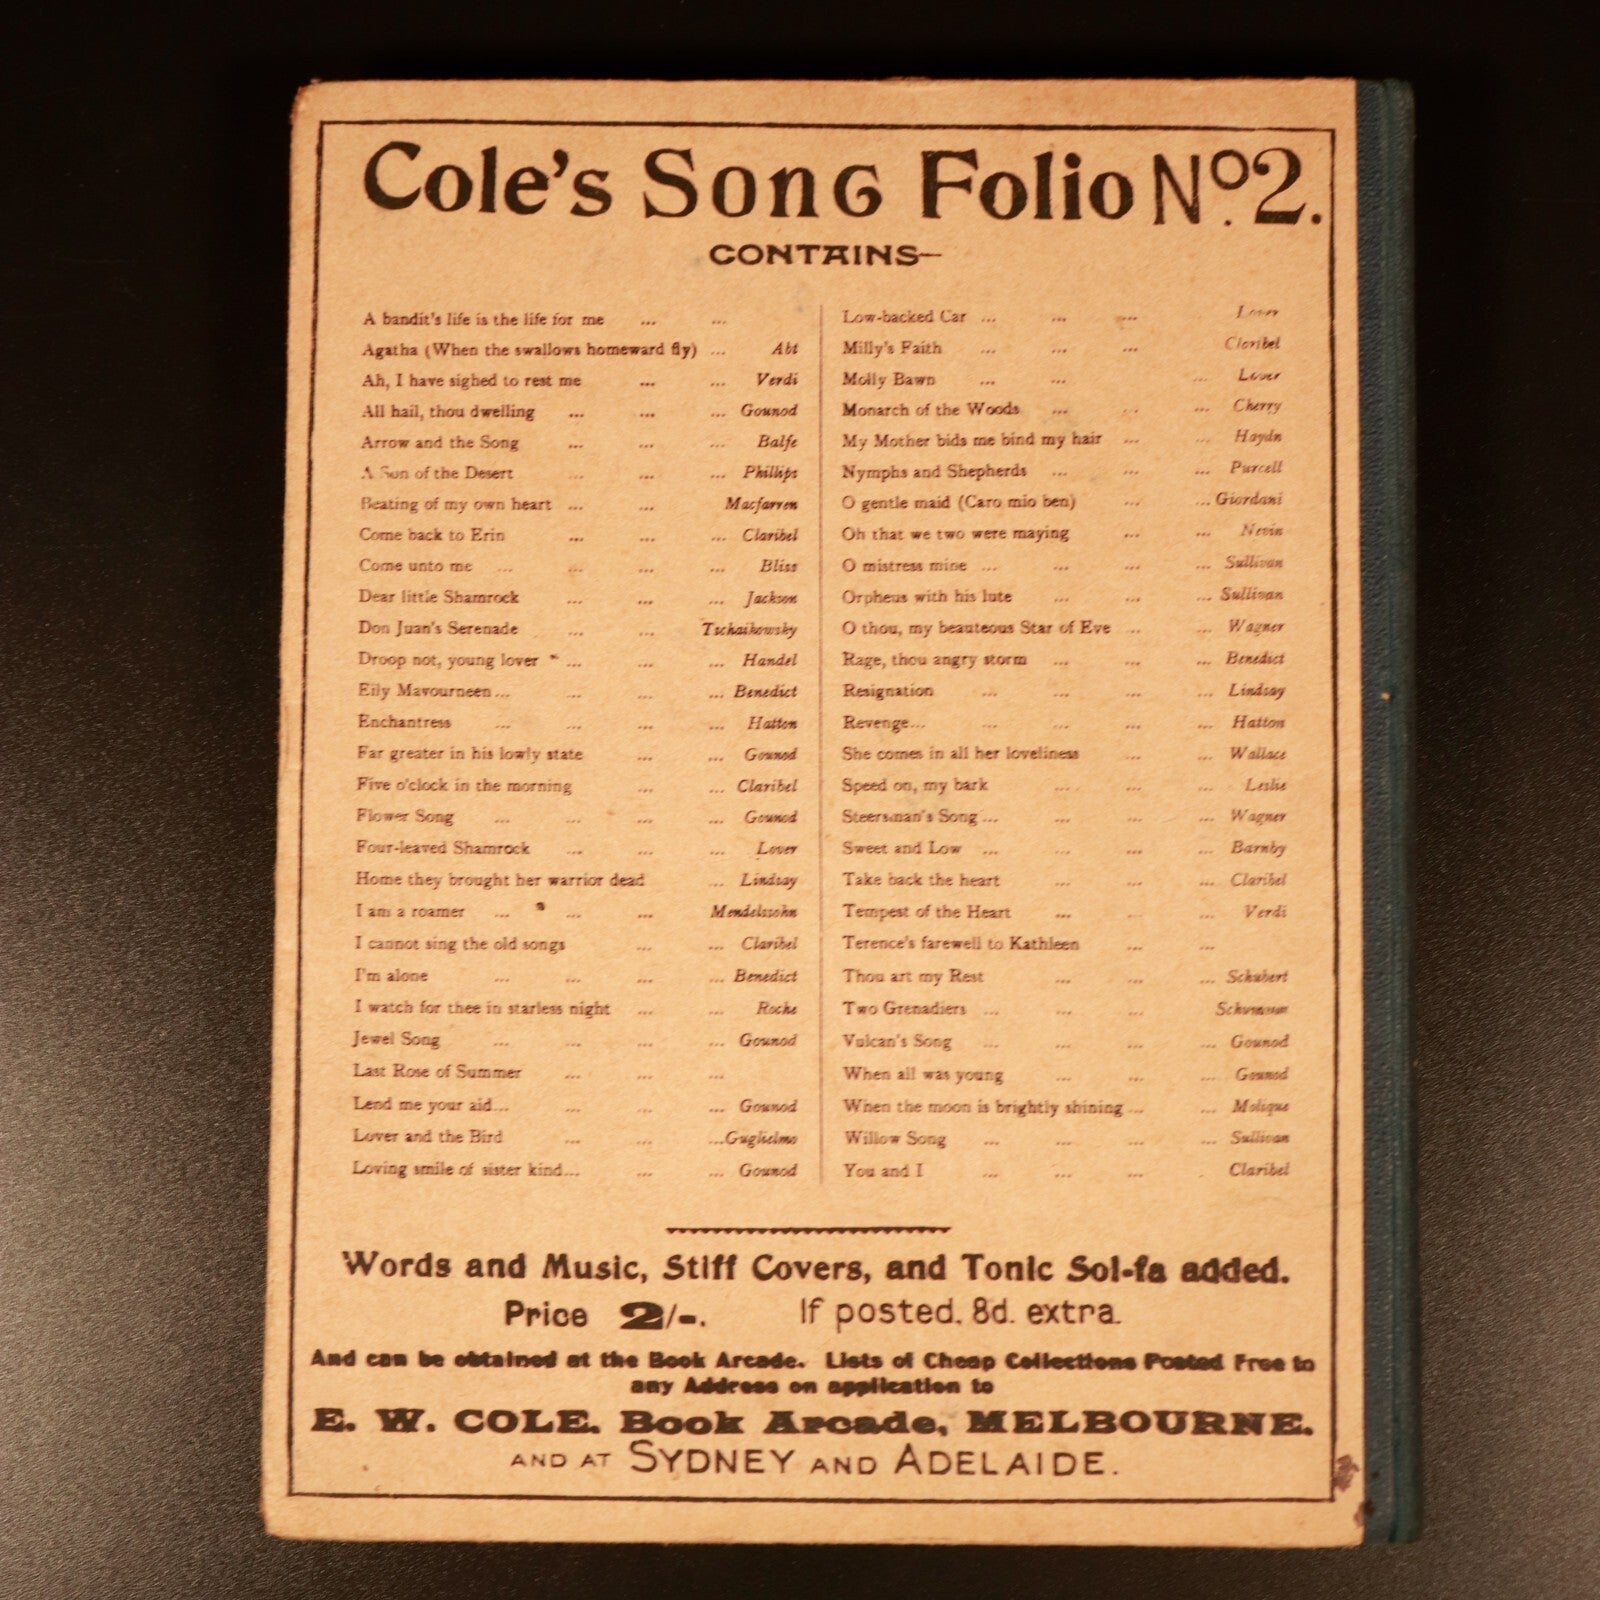 Cole's Song Folio No. 2.
CONTAINS—
A bandit's life is the life for me ... ...
Agatha (When the swallows homeward fly) ... Abt
Ah, I have sighed to rest me ... ... Verdi
All hail, thou dwelling ... ... ... Gounod
Arrow and the Song ... ... ... Balfe
A Son of the Desert ... ... ... Phillips
Beating of my own heart ... ... Macfarren
Come back to Erin ... ... ... Claribel
Come unto me ... ... ... ... Bliss
Dear little Shamrock ... ... ... Jackson
Don Juan's Serenade ... ... Tschaikowsky
Droop not, young lover ... ... ... Handel
Eily Mavourneen... ... ... ... Benedict
Enchantress ... ... ... ... Hatton
Far greater in his lowly state ... ... Gounod
Five o'clock in the morning ... ... Claribel
Flower Song ... ... ... ... Gounod
Four-leaved Shamrock ... ... ... Lover
Home they brought her warrior dead ... Lindsay
I am a roamer ... ... ... Mendelssohn
I cannot sing the old songs ... ... Claribel
I'm alone ... ... ... ... Benedict
I watch for thee in starless night ... ... Roche
Jewel Song ... ... ... ... Gounod
Last Rose of Summer ... ... ...
Lend me your aid... ... ... ... Gounod
Lover and the Bird ... ... ...Guglielmo
Loving smile of sister kind... ... ... Gounod
Low-backed Car ... ... ... Lover
Milly's Faith ... ... ... Claribel
Molly Bawn ... ... ... Lover
Monarch of the Woods ... ... ... Cherry
My Mother bids me bind my hair ... ... Haydn
Nymphs and Shepherds ... ... ... Purcell
O gentle maid (Caro mio ben) ... ... Giordani
Oh that we two were maying ... ... Nevin
O mistress mine ... ... ... ... Sullivan
Orpheus with his lute ... ... ... Sullivan
O thou, my beauteous Star of Eve ... ... Wagner
Rage, thou angry storm ... ... ... Benedict
Resignation ... ... ... ... Lindsay
Revenge... ... ... ... ... Hatton
She comes in all her loveliness ... ... Wallace
Speed on, my bark ... ... ... Leslie
Steersman's Song ... ... ... ... Wagner
Sweet and Low ... ... ... ... Barnby
Take back the heart ... ... ... Claribel
Tempest of the Heart ... ... ... Verdi
Terence's farewell to Kathleen ... ...
Thou art my Rest ... ... ... Schubert
Two Grenadiers ... ... ... Schumann
Vulcan's Song ... ... ... ... Gounod
When all was young ... ... ... Gounod
When the moon is brightly shining ... ... Molique
Willow Song ... ... ... ... Sullivan
You and I ... ... ... Claribel
Words and Music, Stiff Covers, and Tonic Sol-fa added.
Price 2/-. If posted, 8d. extra.
And can be obtained at the Book Arcade. Lists of Cheap Collections Posted Free to
any Address on application to
E. W. COLE, Book Arcade, MELBOURNE.
AND AT SYDNEY AND ADELAIDE.